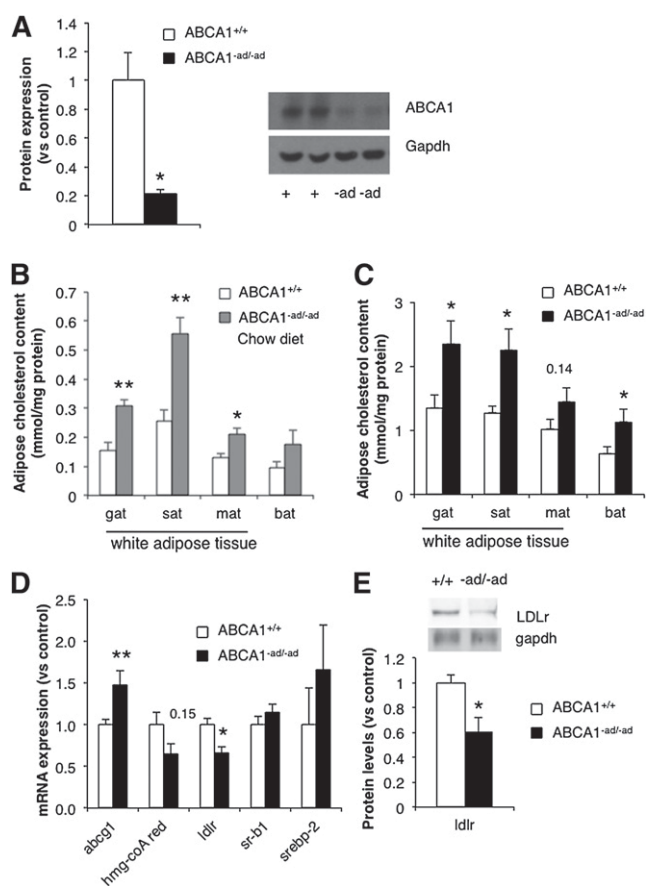 A
Protein expression
(vs control)
1.4
1.2
1
0.8
0.6
0.4
0.2
0
ABCA1+/+
ABCA1-ad/-ad
*
ABCA1
Gapdh
+ + -ad -ad
B
Adipose cholesterol content
(mmol/mg protein)
0.7
0.6
0.5
0.4
0.3
0.2
0.1
0
ABCA1+/+
ABCA1-ad/-ad
Chow diet
** ** *
gat sat mat bat
white adipose tissue
C
Adipose cholesterol content
(mmol/mg protein)
3
2
1
0
ABCA1+/+
ABCA1-ad/-ad
* * 0.14 *
gat sat mat bat
white adipose tissue
D
mRNA expression (vs control)
2.5
2.0
1.5
1.0
0.5
0.0
ABCA1+/+
ABCA1-ad/-ad
** 0.15 *
abcg1 hmg-coA red ldlr sr-b1 srebp-2
E
+/+ -ad/-ad
LDLr
gapdh
Protein levels (vs control)
1.2
1
0.8
0.6
0.4
0.2
0
*
ABCA1+/+
ABCA1-ad/-ad
ldlr